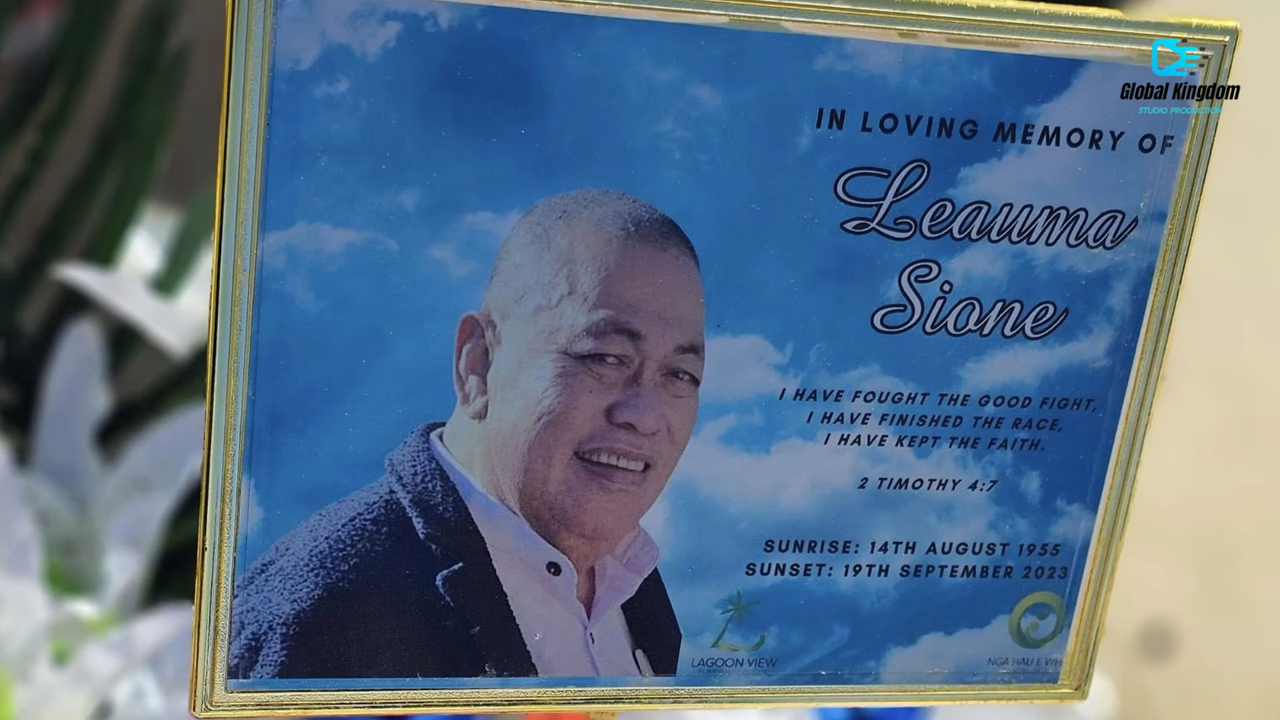 Global Kingdom
STUDIO PRODUCTION
IN LOVING MEMORY OF
Leauma
Sione
I HAVE FOUGHT THE GOOD FIGHT,
I HAVE FINISHED THE RACE,
I HAVE KEPT THE FAITH.
2 TIMOTHY 4:7
SUNRISE: 14TH AUGUST 1955
SUNSET: 19TH SEPTEMBER 2023
LAGOON VIEW
NGA HAU E